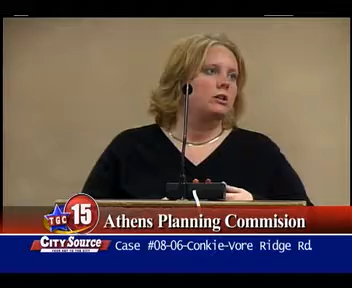 TGC 15
Athens Planning Commision
CITY SOURCE
Case #08-06-Conkie-Vore Ridge Rd.